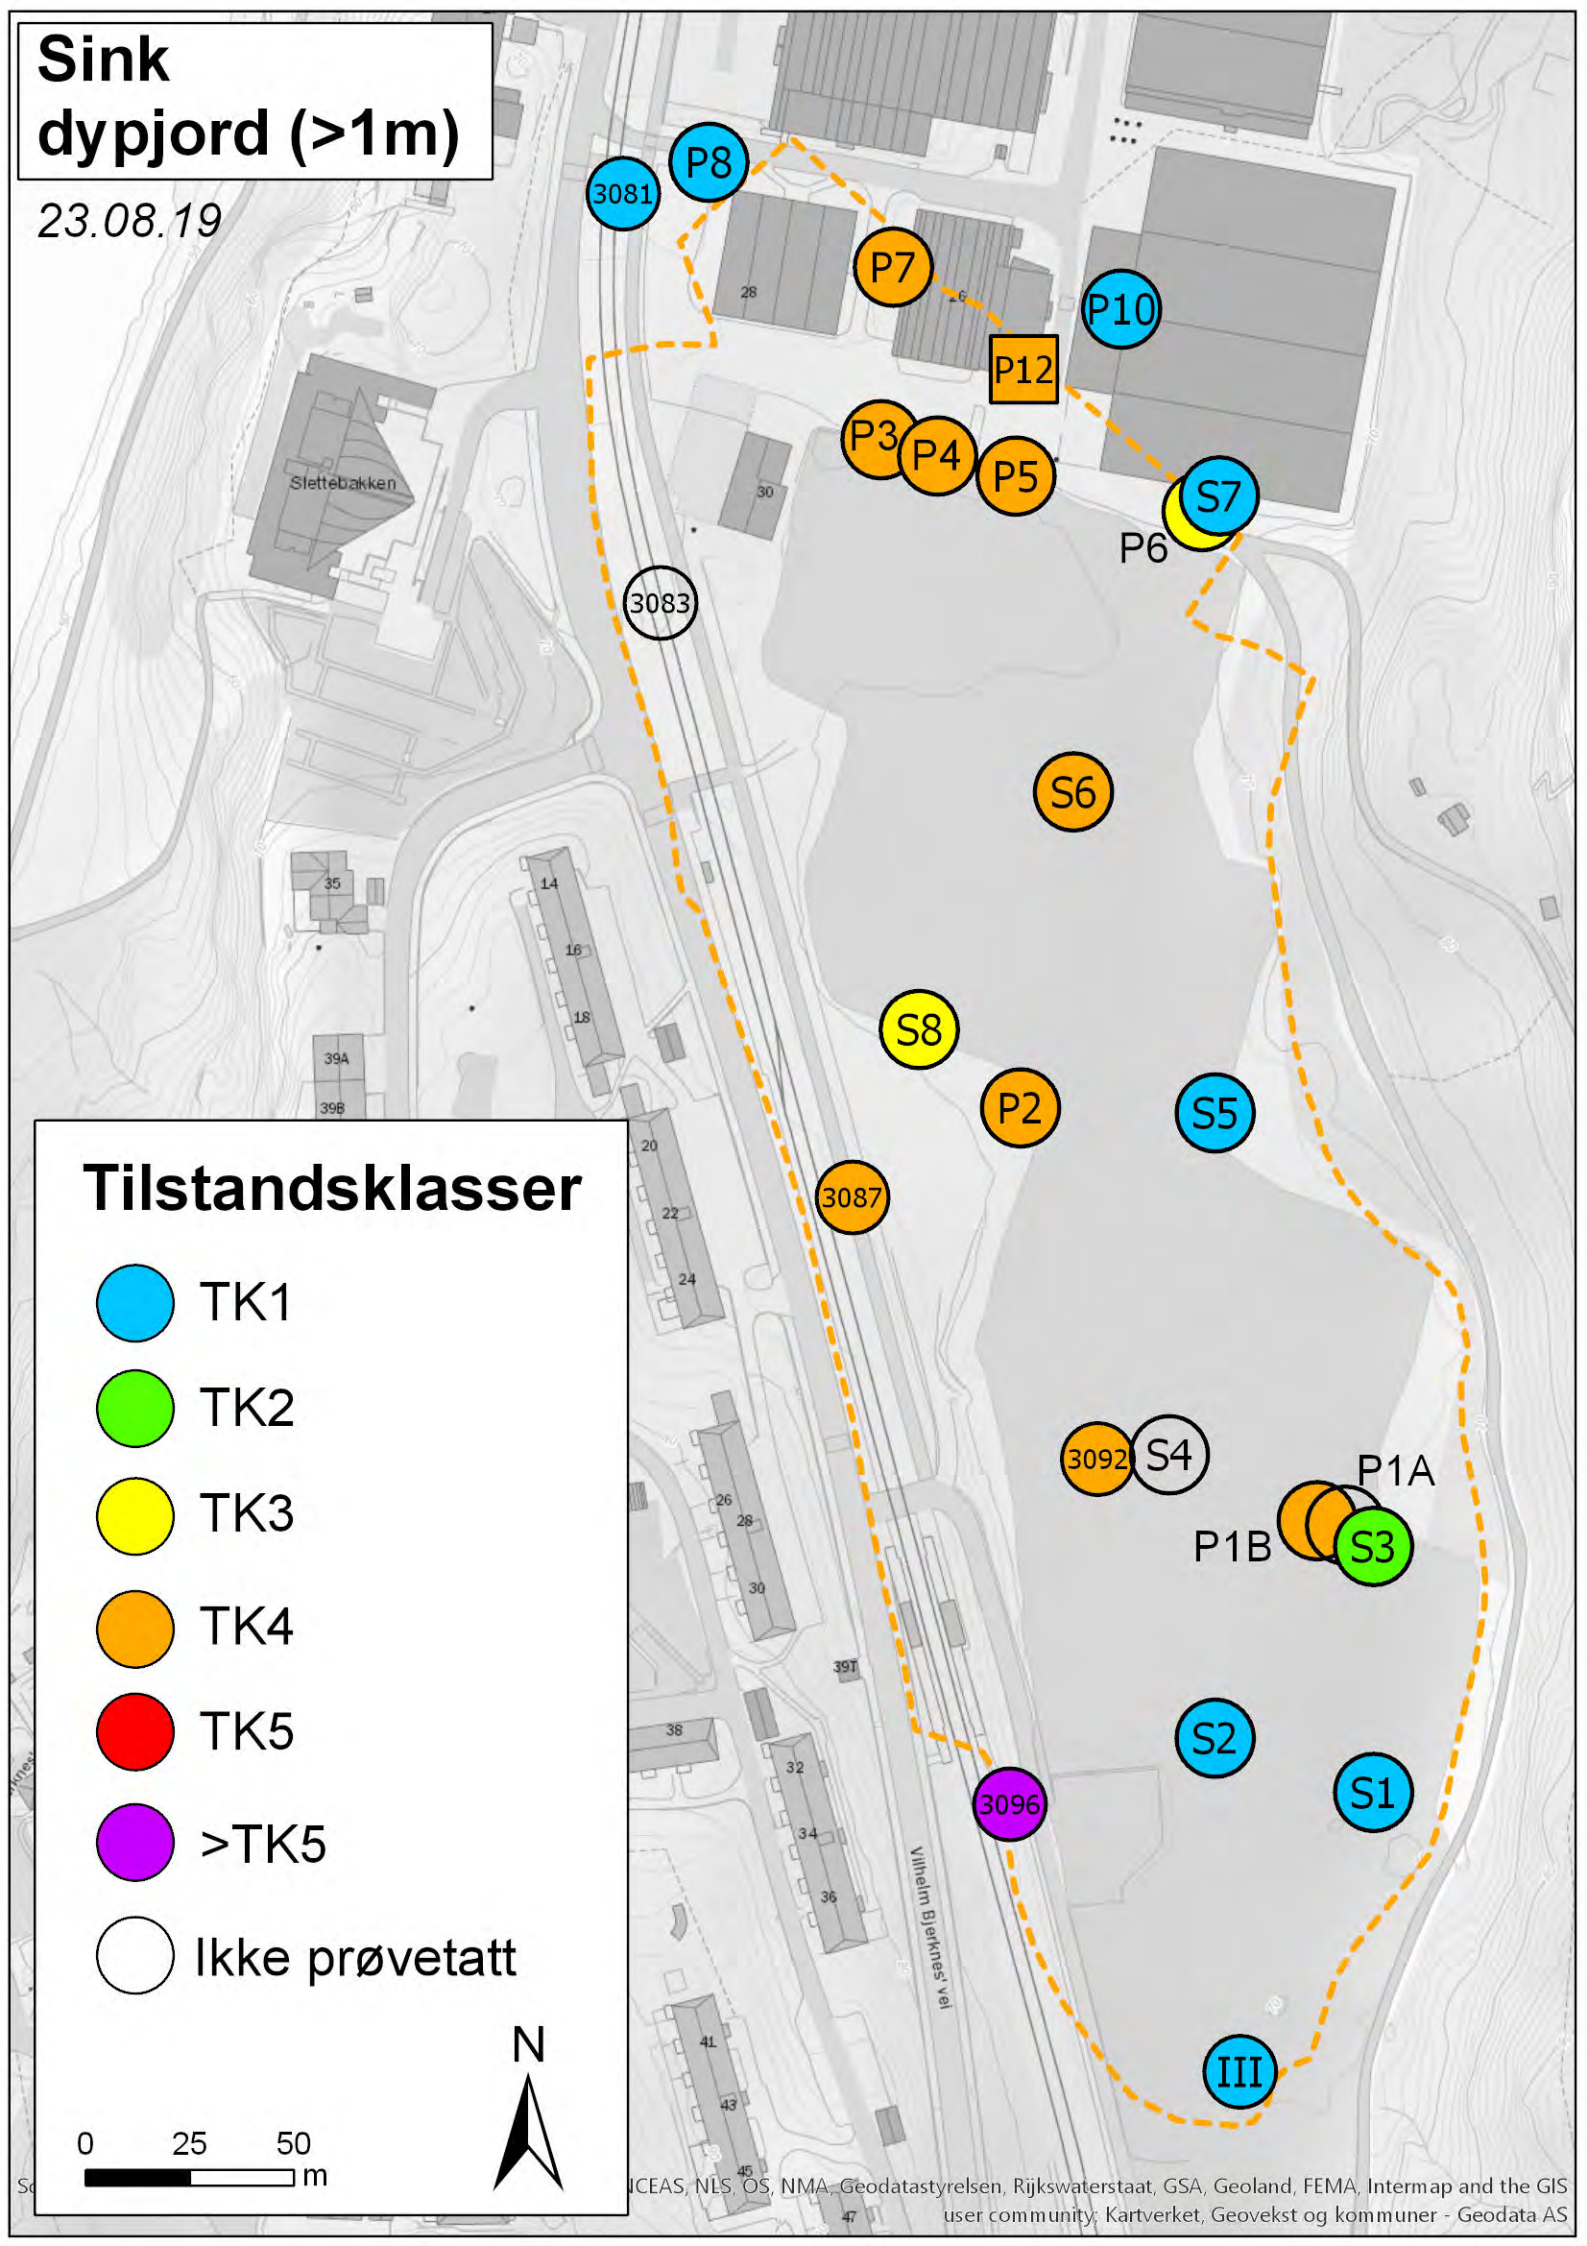 Sink
dypjord (>1m)
23.08.19
P8
3081
P7
28
P10
P12
P3
P4
P5
S7
P6
Slettebakken
30
3083
S6
35
14
16
18
39A
39B
S8
P2
S5
3087
20
22
24
3092
S4
P1A
P1B
S3
26
28
30
39T
38
S2
S1
3096
32
34
36
Vilhelm Bjerknes' vei
III
41
43
45
47
Tilstandsklasser
TK1
TK2
TK3
TK4
TK5
>TK5
Ikke prøvetatt
N
0 25 50
m
NCEAS, NLS, OS, NMA, Geodatastyrelsen, Rijkswaterstaat, GSA, Geoland, FEMA, Intermap and the GIS
user community; Kartverket, Geovekst og kommuner - Geodata AS